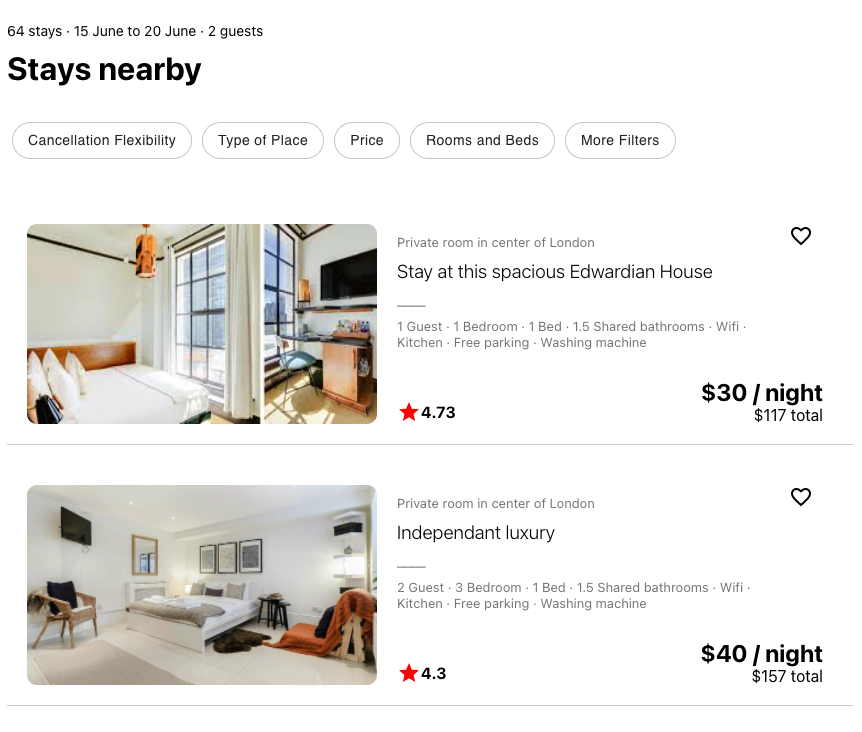 64 stays · 15 June to 20 June · 2 guests
Stays nearby
Cancellation Flexibility
Type of Place
Price
Rooms and Beds
More Filters
Private room in center of London
Stay at this spacious Edwardian House
1 Guest · 1 Bedroom · 1 Bed · 1.5 Shared bathrooms · Wifi ·
Kitchen · Free parking · Washing machine
4.73
$30 / night
$117 total
Private room in center of London
Independant luxury
2 Guest · 3 Bedroom · 1 Bed · 1.5 Shared bathrooms · Wifi ·
Kitchen · Free parking · Washing machine
4.3
$40 / night
$157 total